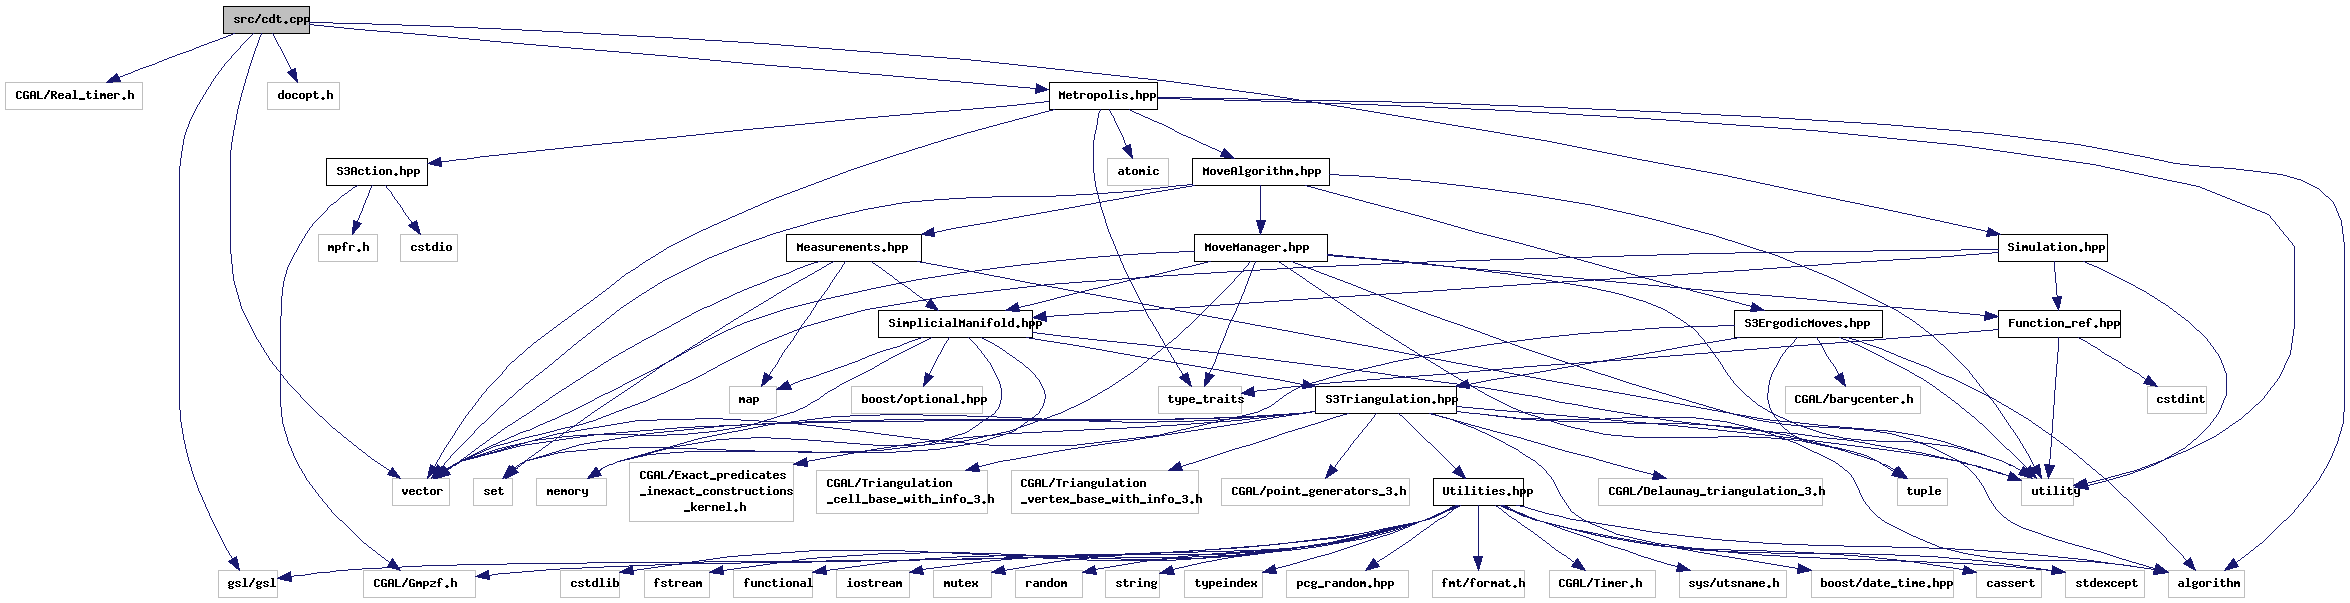 src/cdt.cpp
CGAL/Real_timer.h
docopt.h
Metropolis.hpp
S3Action.hpp
atomic
MoveAlgorithm.hpp
mpfr.h
cstdio
Measurements.hpp
MoveManager.hpp
Simulation.hpp
SimplicialManifold.hpp
S3ErgodicMoves.hpp
Function_ref.hpp
map
boost/optional.hpp
type_traits
S3Triangulation.hpp
CGAL/barycenter.h
cstdint
vector
set
memory
CGAL/Exact_predicates
_inexact_constructions
_kernel.h
CGAL/Triangulation
_cell_base_with_info_3.h
CGAL/Triangulation
_vertex_base_with_info_3.h
CGAL/point_generators_3.h
Utilities.hpp
CGAL/Delaunay_triangulation_3.h
tuple
utility
gsl/gsl
CGAL/Gmpzf.h
cstdlib
fstream
functional
iostream
mutex
random
string
typeindex
pcg_random.hpp
fmt/format.h
CGAL/Timer.h
sys/utsname.h
boost/date_time.hpp
cassert
stdexcept
algorithm